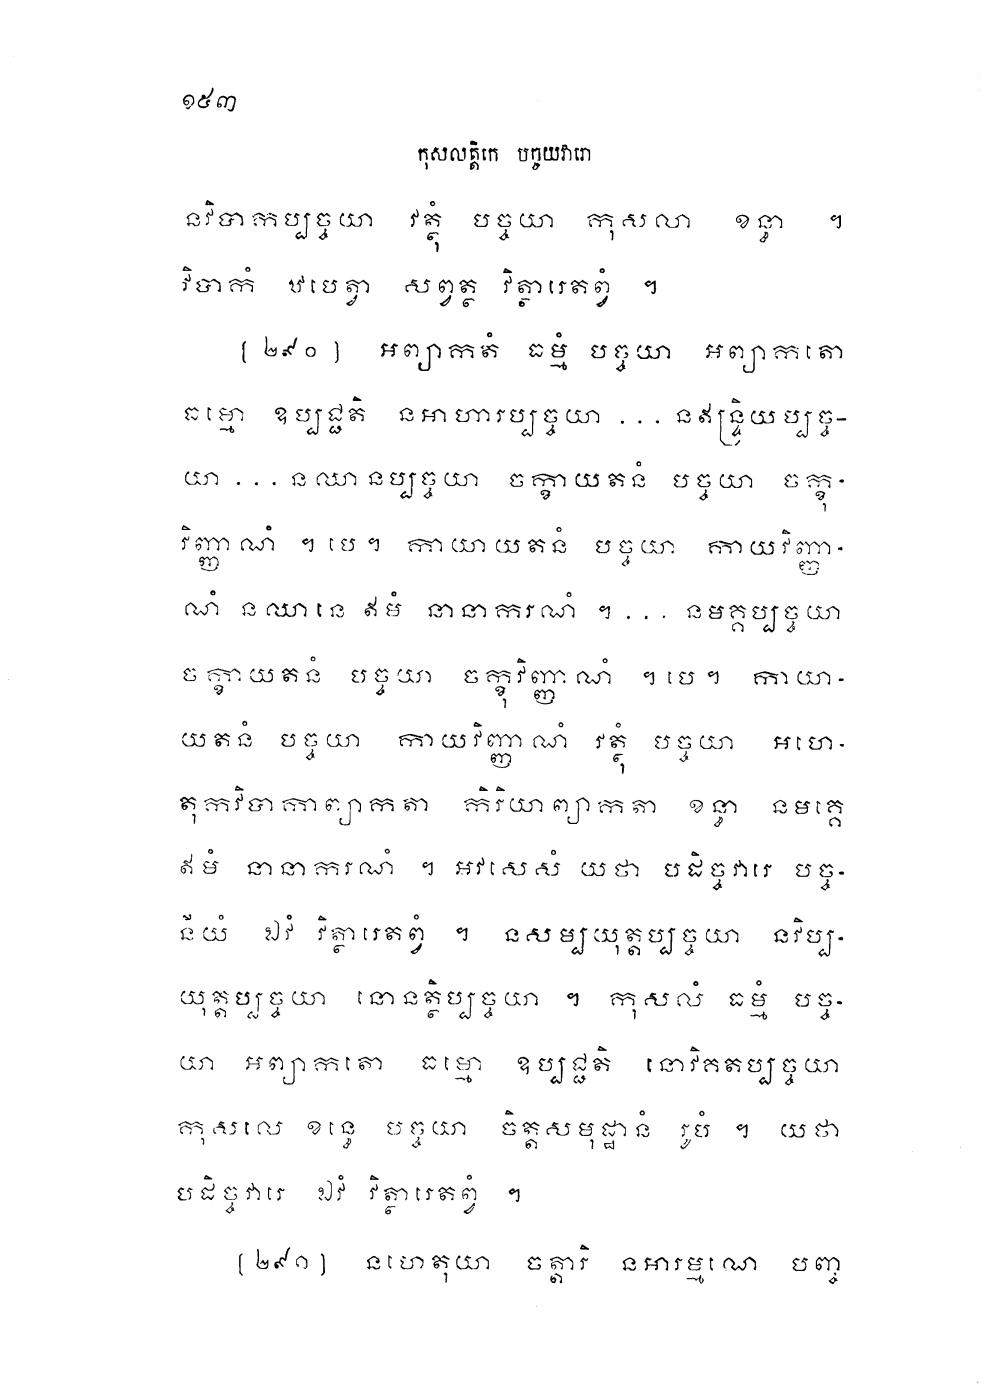 ១៥៣
កុសលត្តិកេ បច្ចយវារោ
នវិបាកប្បច្ចយា វត្ថុំ បច្ចយា កុសលា ខន្ធា ។
វិបាកំ ឋបេត្វា សព្វត្ថ វិត្ថារេតព្វំ ។
(២៩០) អព្យាកតំ ធម្មំ បច្ចយា អព្យាកតោ
ធម្មោ ឧប្បជ្ជតិ នអាហារប្បច្ចយា ... នឥន្ទ្រិយប្បច្ច-
យា ... នឈានប្បច្ចយា ចក្ខាយតនំ បច្ចយា ចក្ខុ-
វិញ្ញាណំ ។ បេ។ កាយាយតនំ បច្ចយា កាយវិញ្ញា-
ណំ នឈានេ ឥមំ នានាករណំ ។ ... នមគ្គប្បច្ចយា
ចក្ខាយតនំ បច្ចយា ចក្ខុវិញ្ញាណំ ។បេ។ កាយា-
យតនំ បច្ចយា កាយវិញ្ញាណំ វត្ថុំ បច្ចយា អហេ-
តុកវិបាកាព្យាកតា កិរិយាព្យាកតា ខន្ធា នមគ្គេ
ឥមំ នានាករណំ ។ អវសេសំ យថា បដិច្ចវារេ បច្ច-
នីយំ ឯវំ វិត្ថារេតព្វំ ។ នសម្បយុត្តប្បច្ចយា នវិប្ប-
យុត្តប្បច្ចយា នោនត្ថិប្បច្ចយា ។ កុសលំ ធម្មំ បច្ច-
យា អព្យាកតោ ធម្មោ ឧប្បជ្ជតិ នោវិគតប្បច្ចយា
កុសលេ ខន្ធេ បច្ចយា ចិត្តសមុដ្ឋានំ រូបំ ។ យថា
បដិច្ចវារេ ឯវំ វិត្ថារេតព្វំ ។
(២៩១) នហេតុយា ចត្តារិ នអារម្មណេ បញ្ច